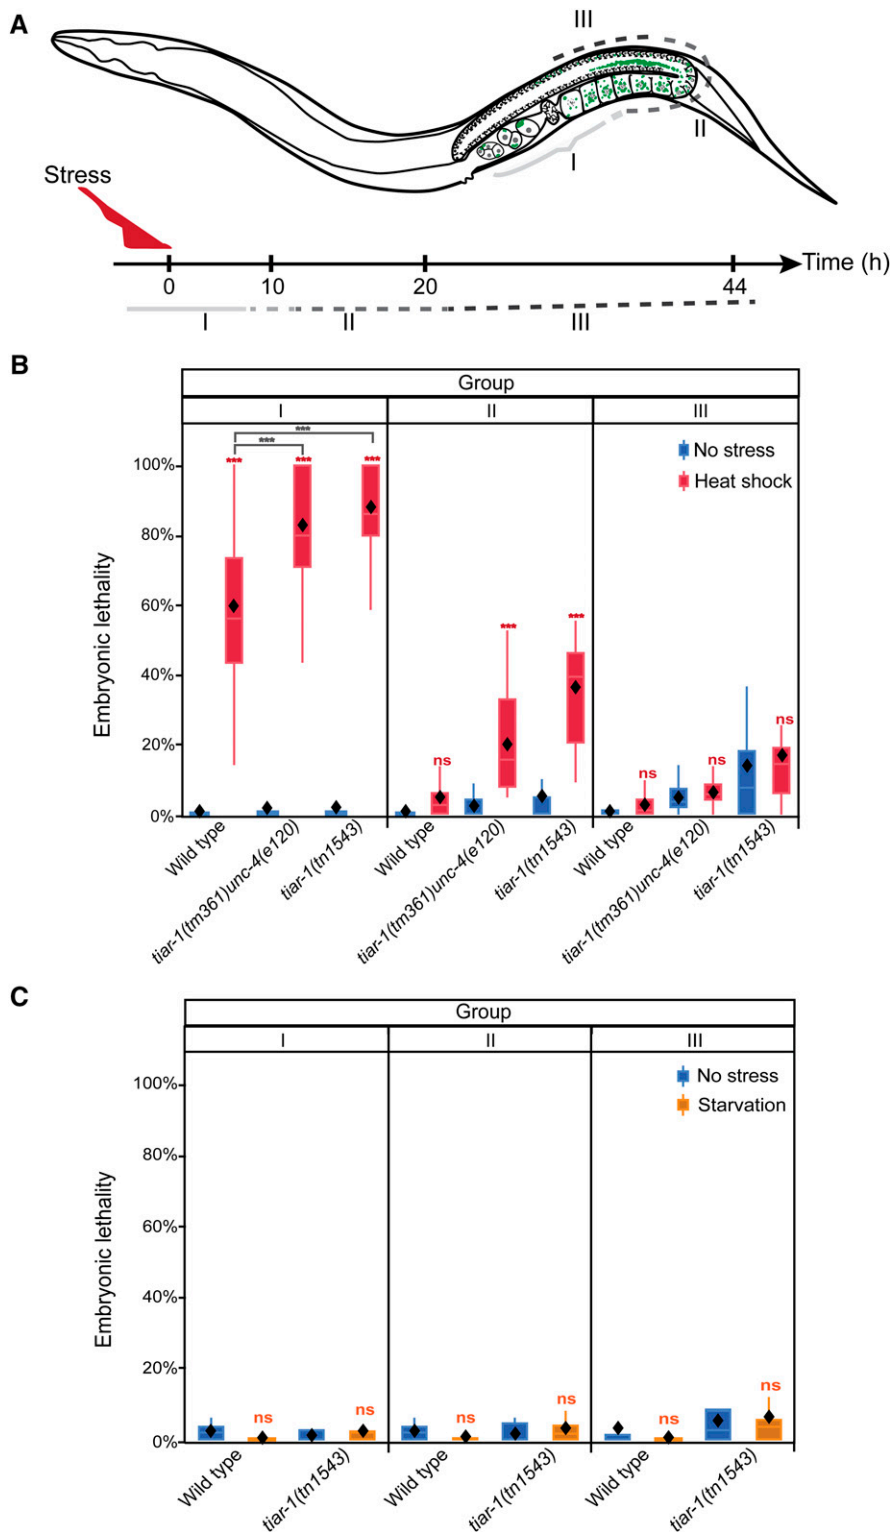 A
III
II
I
Stress
Time (h)
0 10 20 44
I II III
B
Group
I II III
No stress
Heat shock
*** ***
*** *** ***
ns *** ***
ns ns ns
Embryonic lethality
100%
80%
60%
40%
20%
0%
Wild type
tiar-1(tm361)unc-4(e120)
tiar-1(tn1543)
Wild type
tiar-1(tm361)unc-4(e120)
tiar-1(tn1543)
Wild type
tiar-1(tm361)unc-4(e120)
tiar-1(tn1543)
C
Group
I II III
No stress
Starvation
Embryonic lethality
100%
80%
60%
40%
20%
0%
ns ns ns ns ns ns
Wild type
tiar-1(tn1543)
Wild type
tiar-1(tn1543)
Wild type
tiar-1(tn1543)